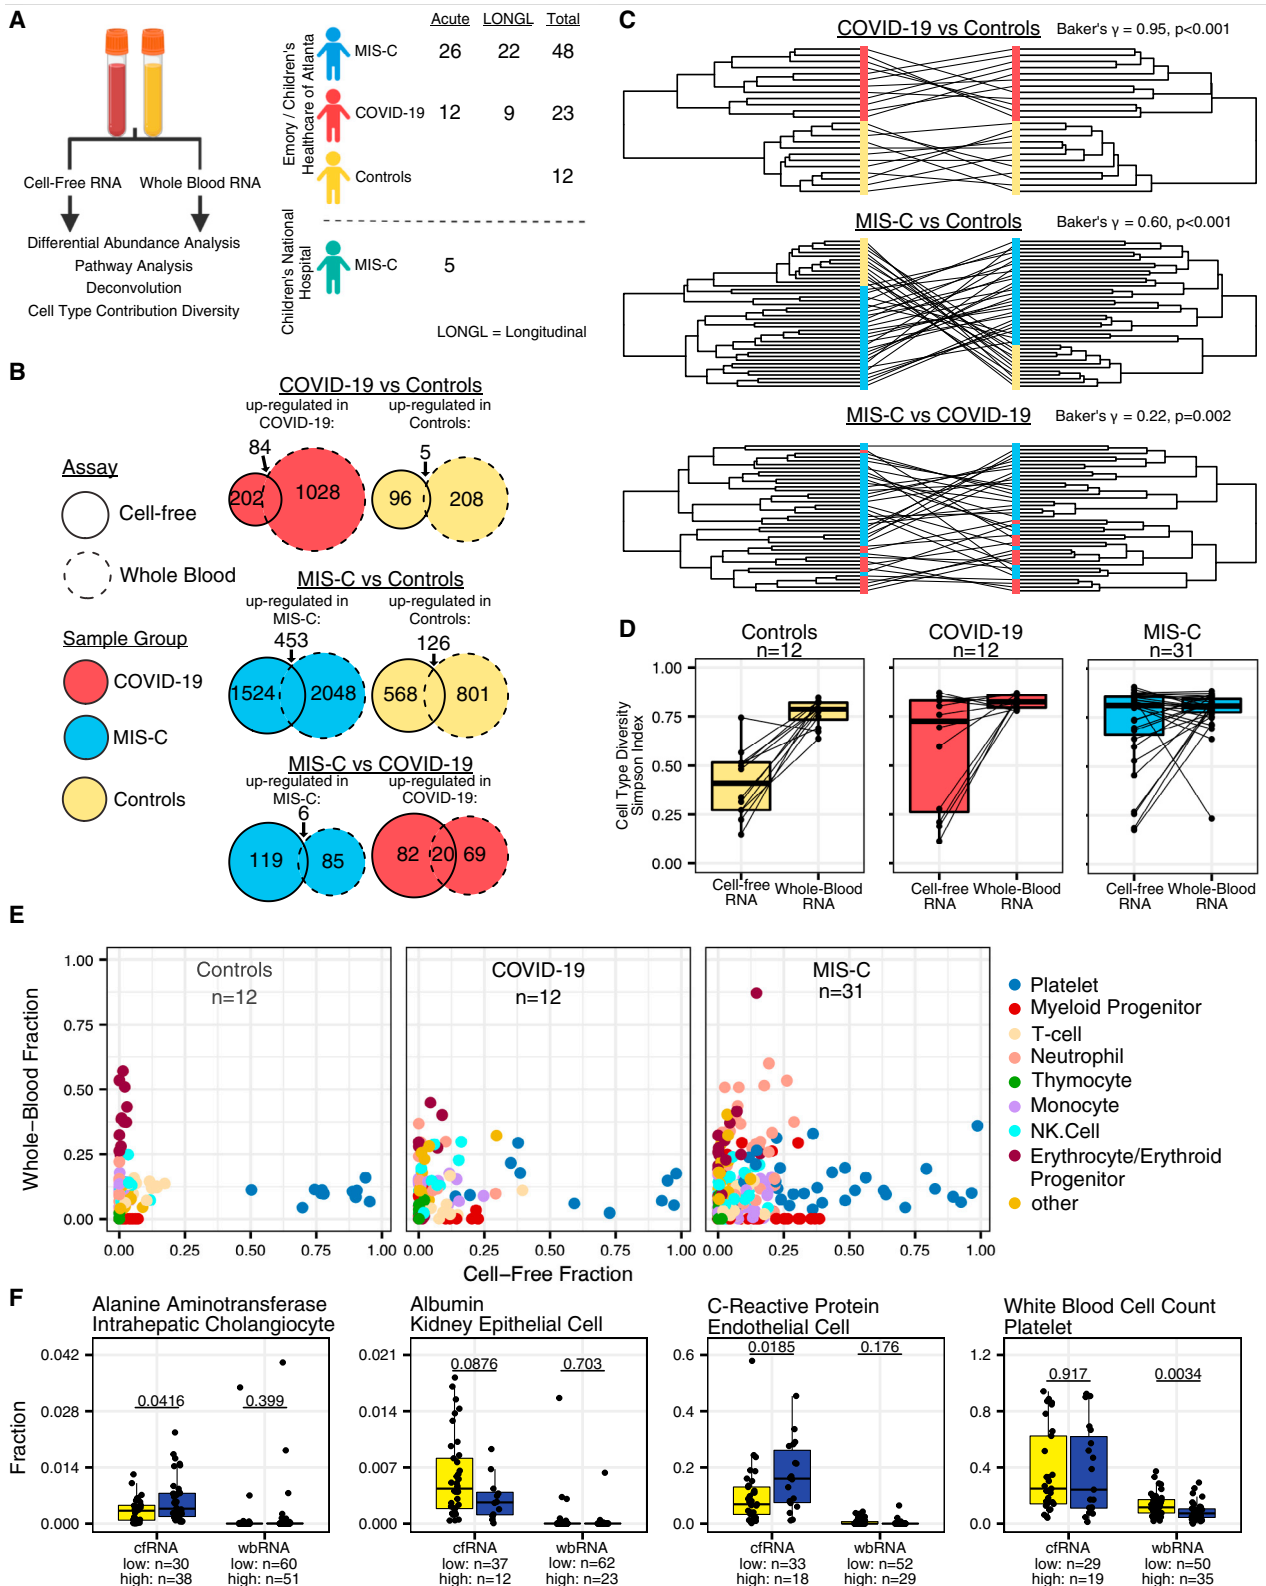 A
Acute LONGL Total
MIS-C 26 22 48
COVID-19 12 9 23
Controls 12
Emory / Children's
Healthcare of Atlanta
MIS-C 5
Children's National
Hospital
LONGL = Longitudinal
Cell-Free RNA Whole Blood RNA
Differential Abundance Analysis
Pathway Analysis
Deconvolution
Cell Type Contribution Diversity
B
Assay
Cell-free
Whole Blood
Sample Group
COVID-19
MIS-C
Controls
COVID-19 vs Controls
up-regulated in
COVID-19:
up-regulated in
Controls:
84
202 1028
5
96 208
MIS-C vs Controls
up-regulated in
MIS-C:
up-regulated in
Controls:
453
1524 2048
126
568 801
MIS-C vs COVID-19
up-regulated in
MIS-C:
up-regulated in
COVID-19:
6
119 85
82 20 69
C
COVID-19 vs Controls Baker's γ = 0.95, p<0.001
MIS-C vs Controls Baker's γ = 0.60, p<0.001
MIS-C vs COVID-19 Baker's γ = 0.22, p=0.002
D
Controls
n=12
COVID-19
n=12
MIS-C
n=31
Cell Type Diversity
Simpson Index
1.00
0.75
0.50
0.25
0.00
Cell-free
RNA
Whole-Blood
RNA
Cell-free
RNA
Whole-Blood
RNA
Cell-free
RNA
Whole-Blood
RNA
E
Whole-Blood Fraction
1.00
0.75
0.50
0.25
0.00
Controls
n=12
COVID-19
n=12
MIS-C
n=31
0.00 0.25 0.50 0.75 1.00
0.00 0.25 0.50 0.75 1.00
0.00 0.25 0.50 0.75 1.00
Cell-Free Fraction
Platelet
Myeloid Progenitor
T-cell
Neutrophil
Thymocyte
Monocyte
NK.Cell
Erythrocyte/Erythroid
Progenitor
other
F
Fraction
Alanine Aminotransferase
Intrahepatic Cholangiocyte
0.042
0.028
0.014
0.000
0.0416 0.399
cfRNA wbRNA
low: n=30 low: n=60
high: n=38 high: n=51
Albumin
Kidney Epithelial Cell
0.021
0.014
0.007
0.000
0.0876 0.703
cfRNA wbRNA
low: n=37 low: n=62
high: n=12 high: n=23
C-Reactive Protein
Endothelial Cell
0.6
0.4
0.2
0.0
0.0185 0.176
cfRNA wbRNA
low: n=33 low: n=52
high: n=18 high: n=29
White Blood Cell Count
Platelet
1.2
0.8
0.4
0.0
0.917 0.0034
cfRNA wbRNA
low: n=29 low: n=50
high: n=19 high: n=35